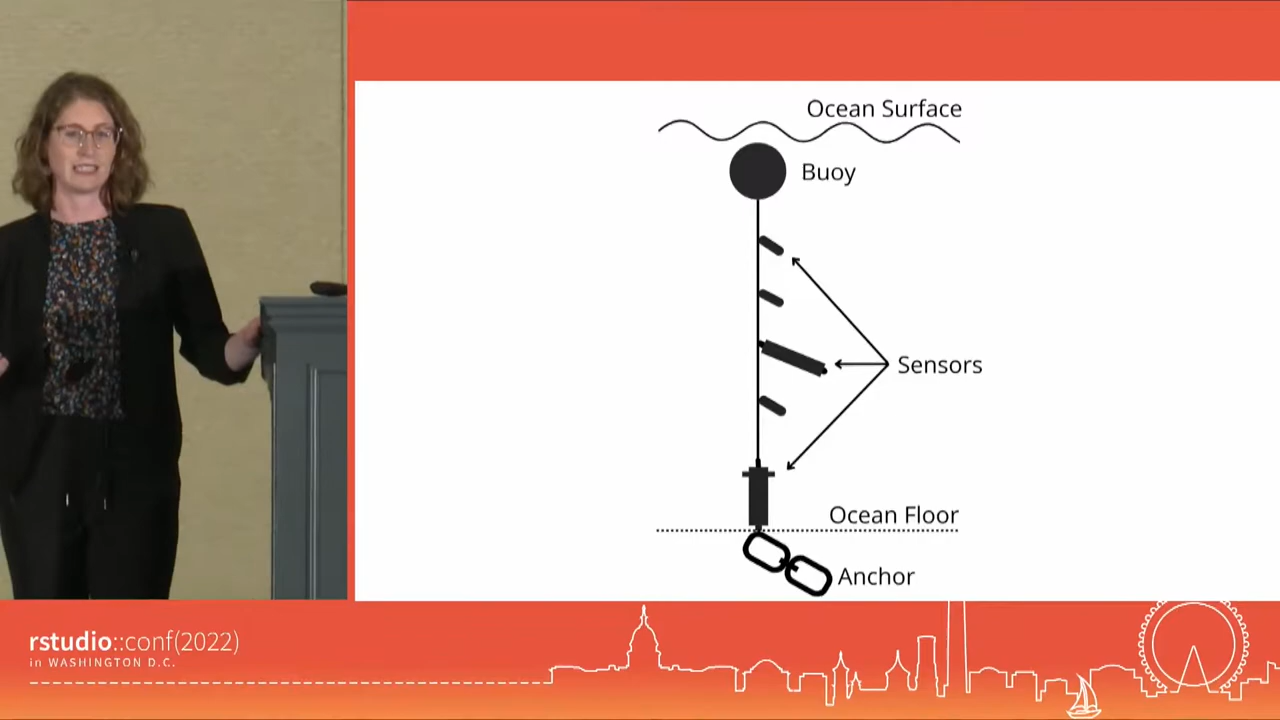 Ocean Surface
Buoy
Sensors
Ocean Floor
Anchor
rstudio::conf(2022)
in WASHINGTON D.C.